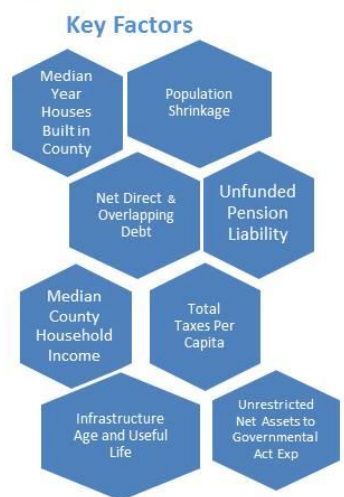 Key Factors
Median
Year
Houses
Built in
County
Population
Shrinkage
Net Direct &
Overlapping
Debt
Unfunded
Pension
Liability
Median
County
Household
Income
Total
Taxes Per
Capita
Infrastructure
Age and Useful
Life
Unrestricted
Net Assets to
Governmental
Act Exp